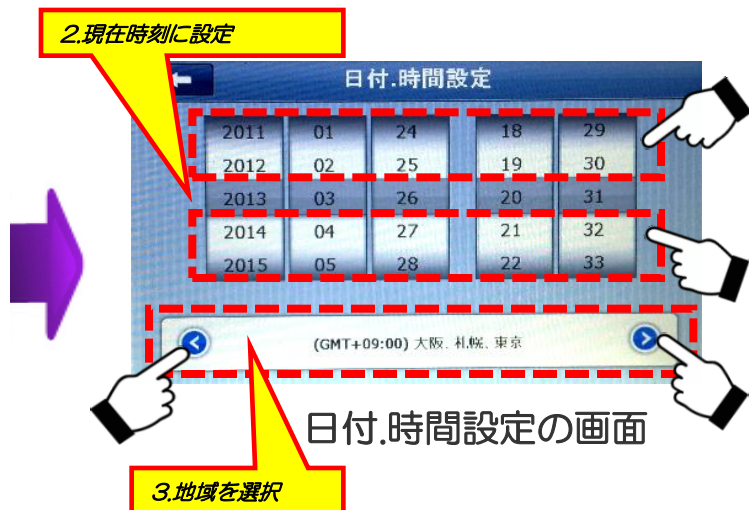 2.現在時刻に設定
日付.時間設定
2011 01 24 18 29
2012 02 25 19 30
2013 03 26 20 31
2014 04 27 21 32
2015 05 28 22 33
(GMT+09:00) 大阪、札幌、東京
日付.時間設定の画面
3.地域を選択